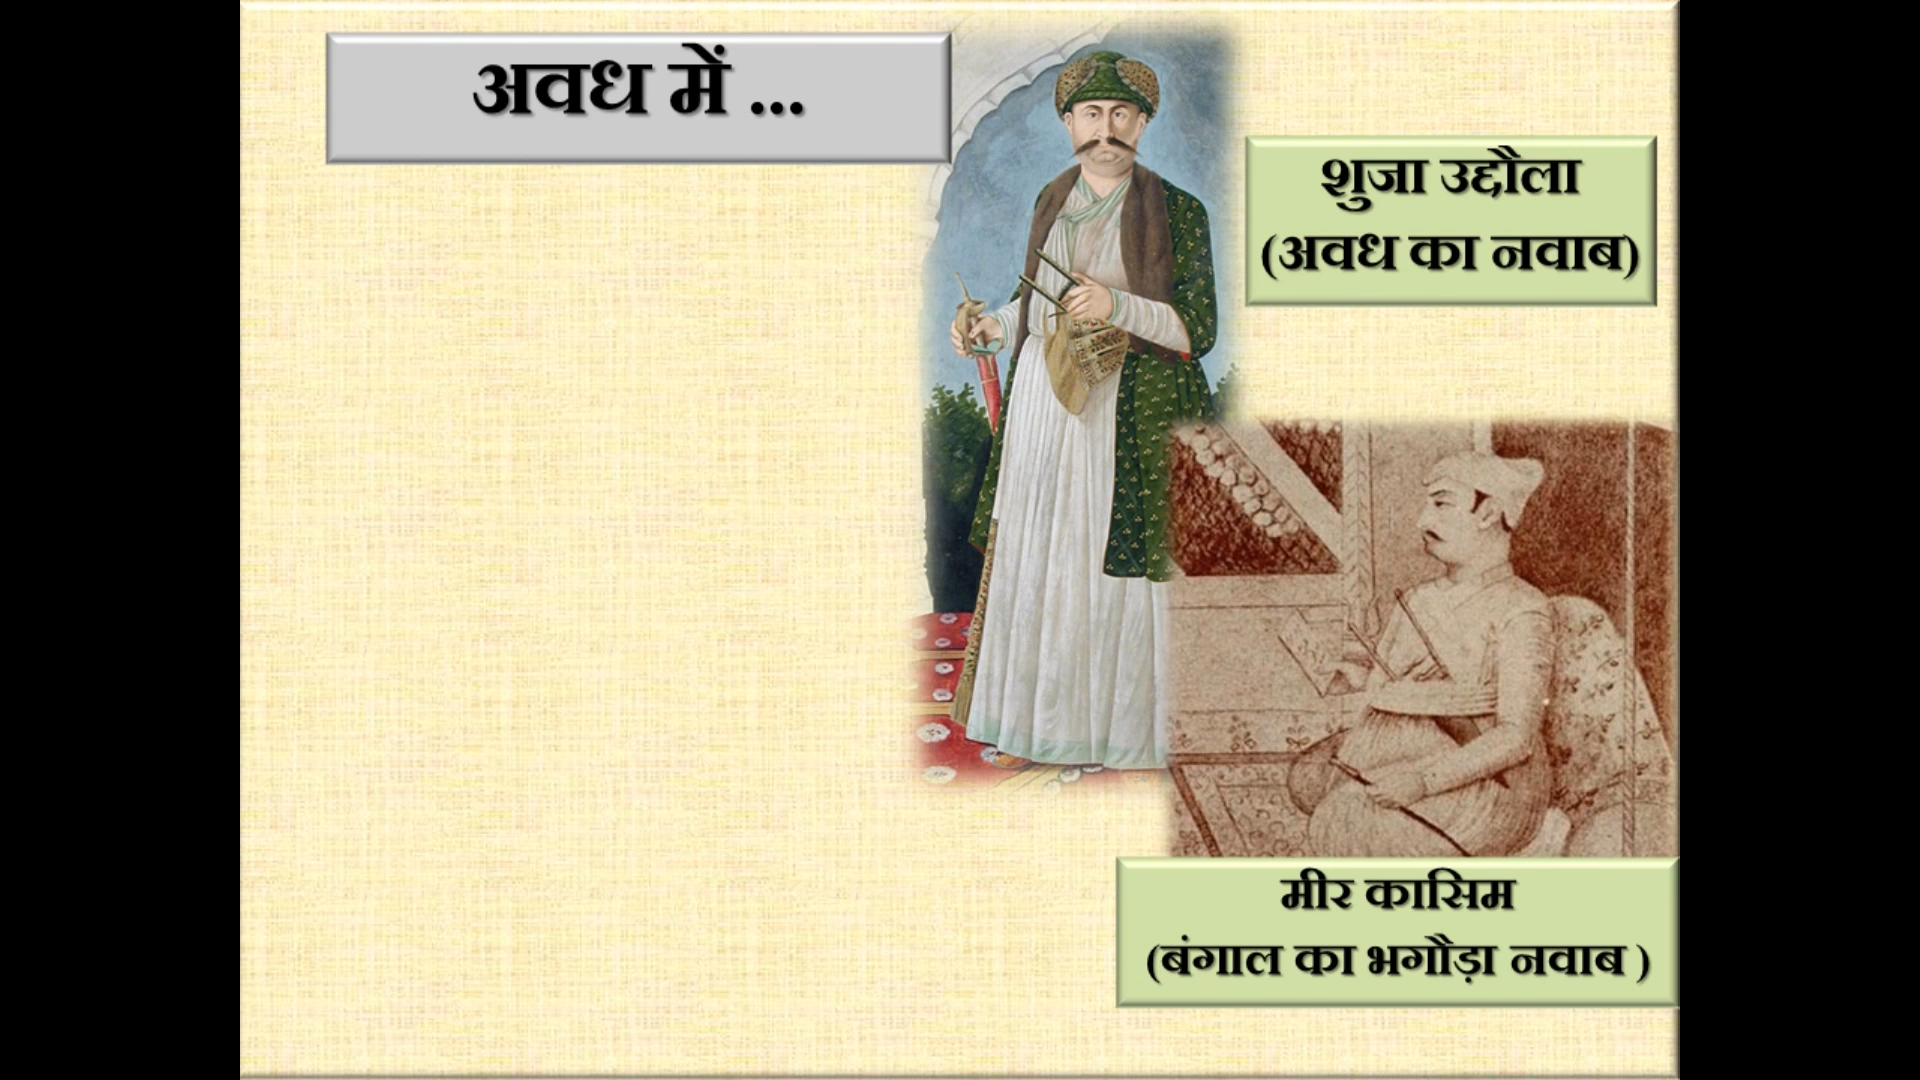 अवध में ...
शुजा उद्दौला
(अवध का नवाब)
मीर कासिम
(बंगाल का भगौड़ा नवाब )